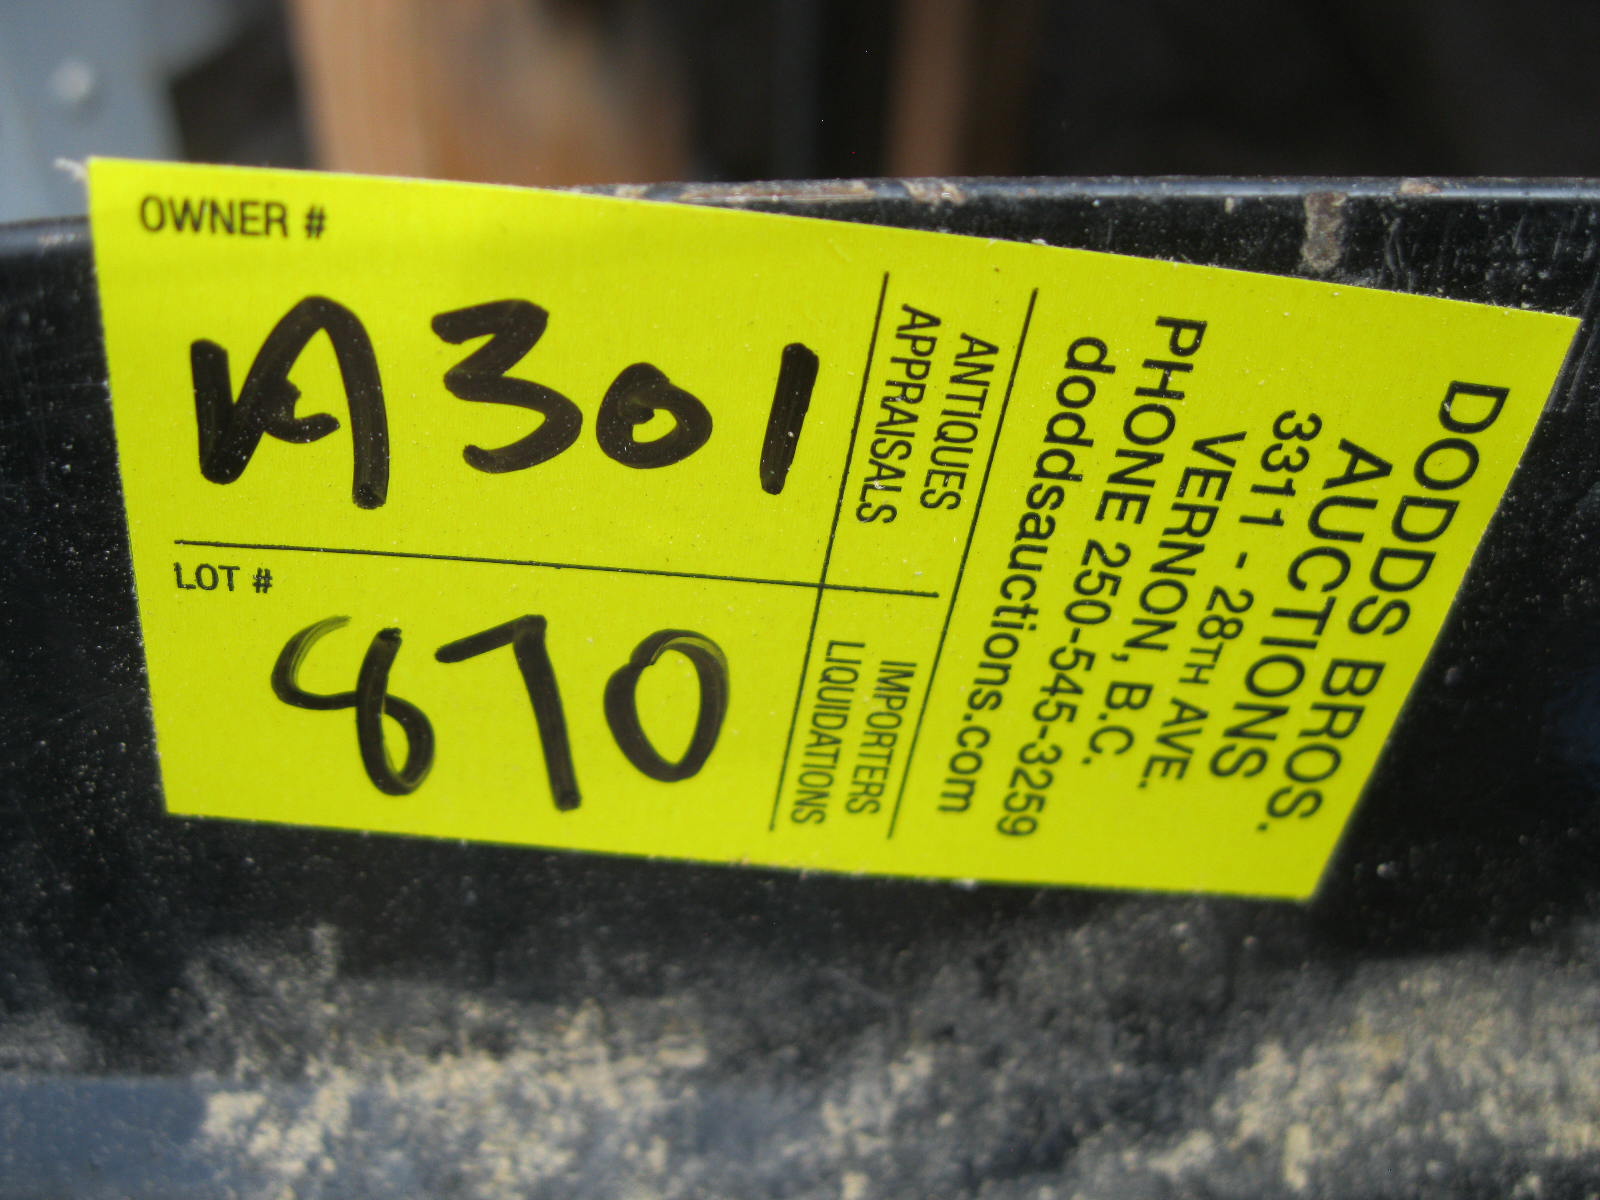 OWNER #
A301
LOT #
870
ANTIQUES
APPRAISALS
IMPORTERS
LIQUIDATIONS
DODDS BROS.
AUCTIONS
3311 - 28TH AVE.
VERNON, B.C.
PHONE 250-545-3259
doddsauctions.com